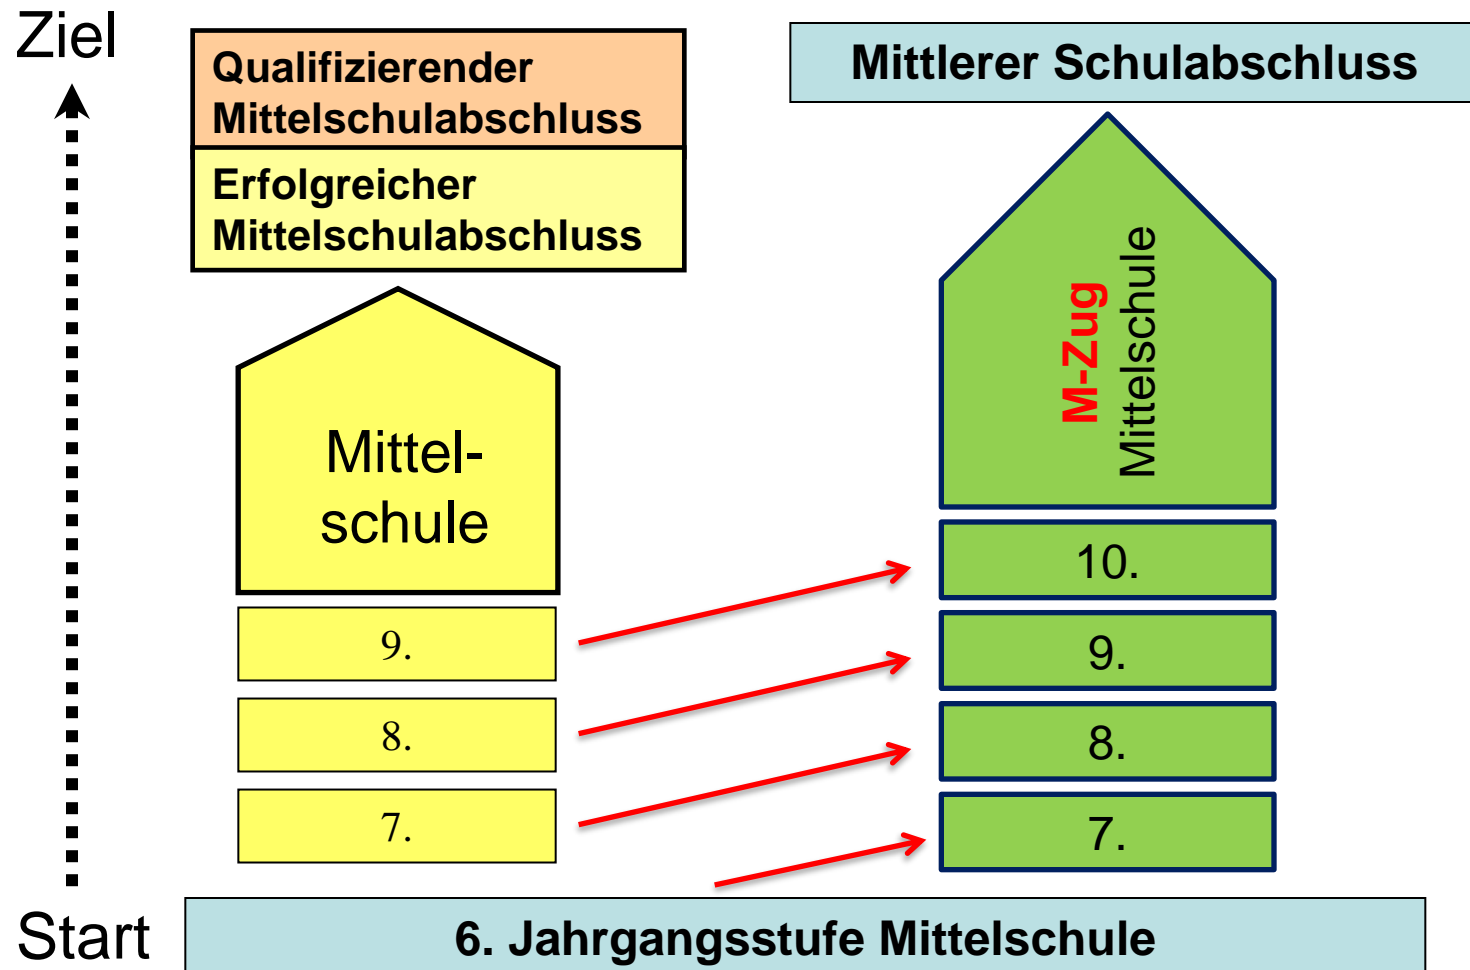 Ziel
Qualifizierender
Mittelschulabschluss
Erfolgreicher
Mittelschulabschluss
Mittlerer Schulabschluss
Mittel-
schule
9.
8.
7.
M-Zug
Mittelschule
10.
9.
8.
7.
Start
6. Jahrgangsstufe Mittelschule